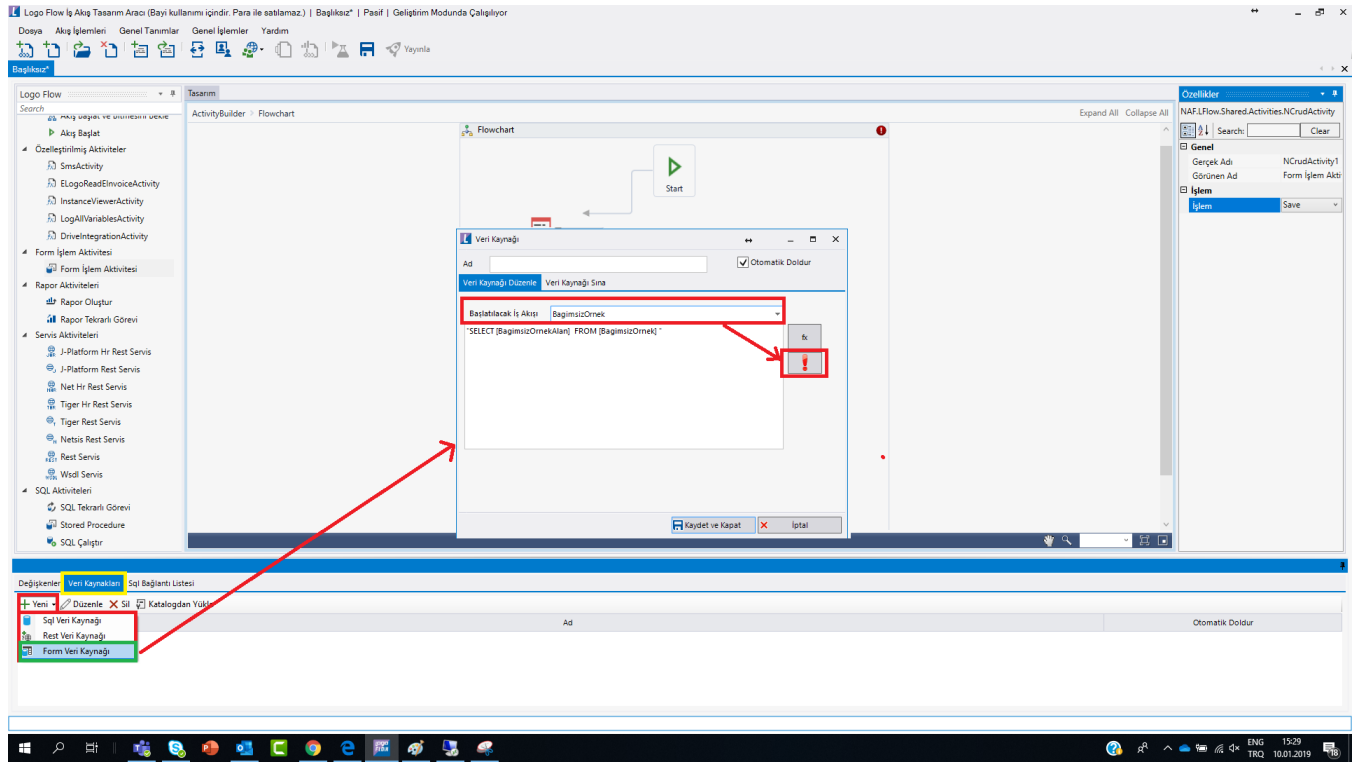 Logo Flow İş Akış Tasarım Aracı (Bayi kullanımı içindir. Para ile satılamaz.) | Başlıksız* | Pasif | Geliştirim Modunda Çalışılıyor
Dosya Akış İşlemleri Genel Tanımlar Genel İşlemler Yardım
Yayınla
Başlıksız*
Logo Flow
Search
Akış Başlat ve Bitmesini Bekle
Akış Başlat
Özelleştirilmiş Aktiviteler
SmsActivity
ELogoReadEInvoiceActivity
InstanceViewerActivity
LogAllVariablesActivity
DriveIntegrationActivity
Form İşlem Aktivitesi
Form İşlem Aktivitesi
Rapor Aktiviteleri
Rapor Oluştur
Rapor Tekrarlı Görevi
Servis Aktiviteleri
J-Platform Hr Rest Servis
J-Platform Rest Servis
Net Hr Rest Servis
Tiger Hr Rest Servis
Tiger Rest Servis
Netsis Rest Servis
Rest Servis
Wsdl Servis
SQL Aktiviteleri
SQL Tekrarlı Görevi
Stored Procedure
SQL Çalıştır
Tasarım
ActivityBuilder > Flowchart
Expand All Collapse All
Flowchart
Start
Veri Kaynağı
Ad
Otomatik Doldur
Veri Kaynağı Düzenle Veri Kaynağı Sına
Başlatılacak İş Akışı BagimsizOrnek
"SELECT [BagimsizOrnekAlan] FROM [BagimsizOrnek] "
fx
Kaydet ve Kapat İptal
Özellikler
NAF.LFlow.Shared.Activities.NCrudActivity
Search: Clear
Genel
Gerçek Adı NCrudActivity1
Görünen Ad Form İşlem Akti
İşlem
İşlem Save
Değişkenler Veri Kaynakları Sql Bağlantı Listesi
Yeni Düzenle Sil Katalogdan Yükle
Ad Otomatik Doldur
Sql Veri Kaynağı
Rest Veri Kaynağı
Form Veri Kaynağı
ENG 15:29
TRQ 10.01.2019
18